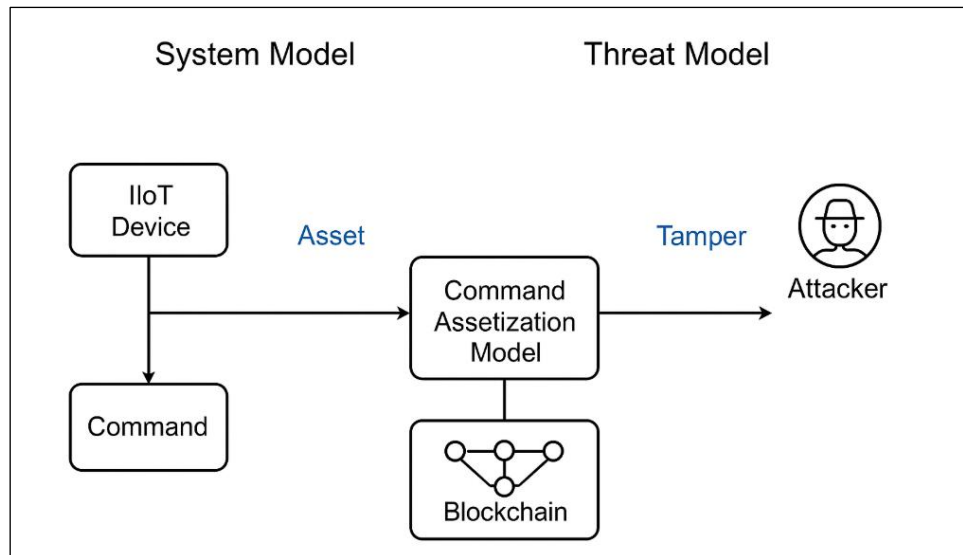 System Model
Threat Model
IIoT
Device
Asset
Tamper
Attacker
Command
Assetization
Model
Command
Blockchain